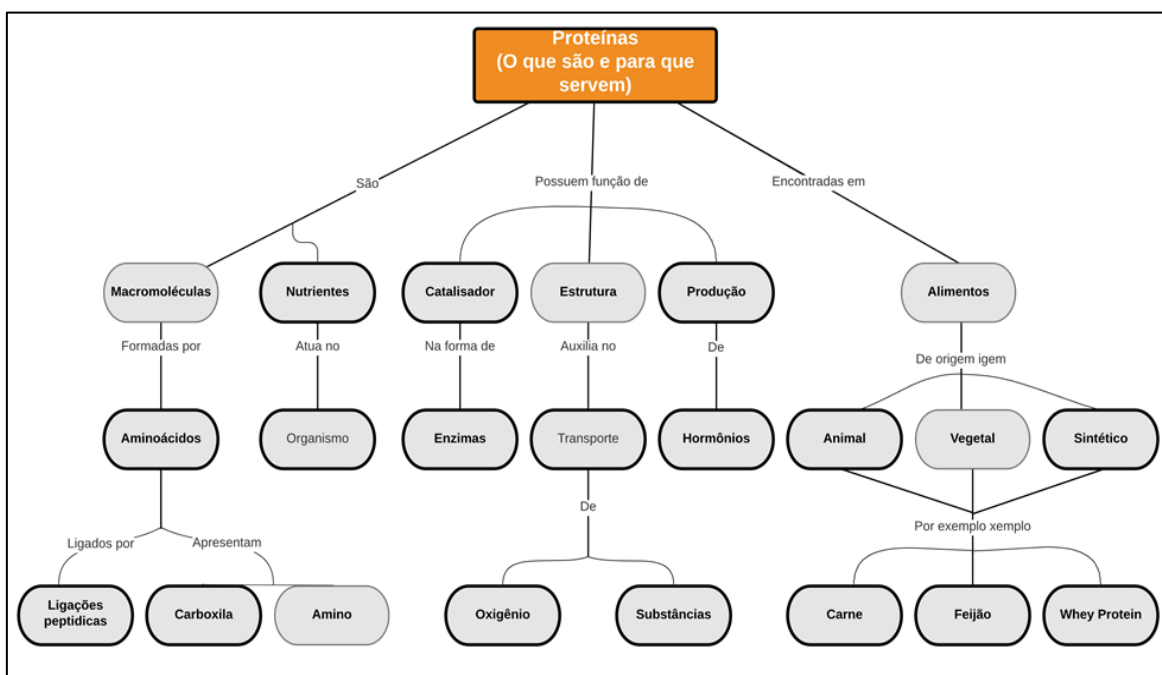 Proteínas
(O que são e para que
servem)
São
Possuem função de
Encontradas em
Macromoléculas
Nutrientes
Catalisador
Estrutura
Produção
Alimentos
Formadas por
Atua no
Na forma de
Auxilia no
De
De origem igem
Aminoácidos
Organismo
Enzimas
Transporte
Hormônios
Animal
Vegetal
Sintético
Ligados por
Apresentam
De
Por exemplo xemplo
Ligações
peptidicas
Carboxila
Amino
Oxigênio
Substâncias
Carne
Feijão
Whey Protein